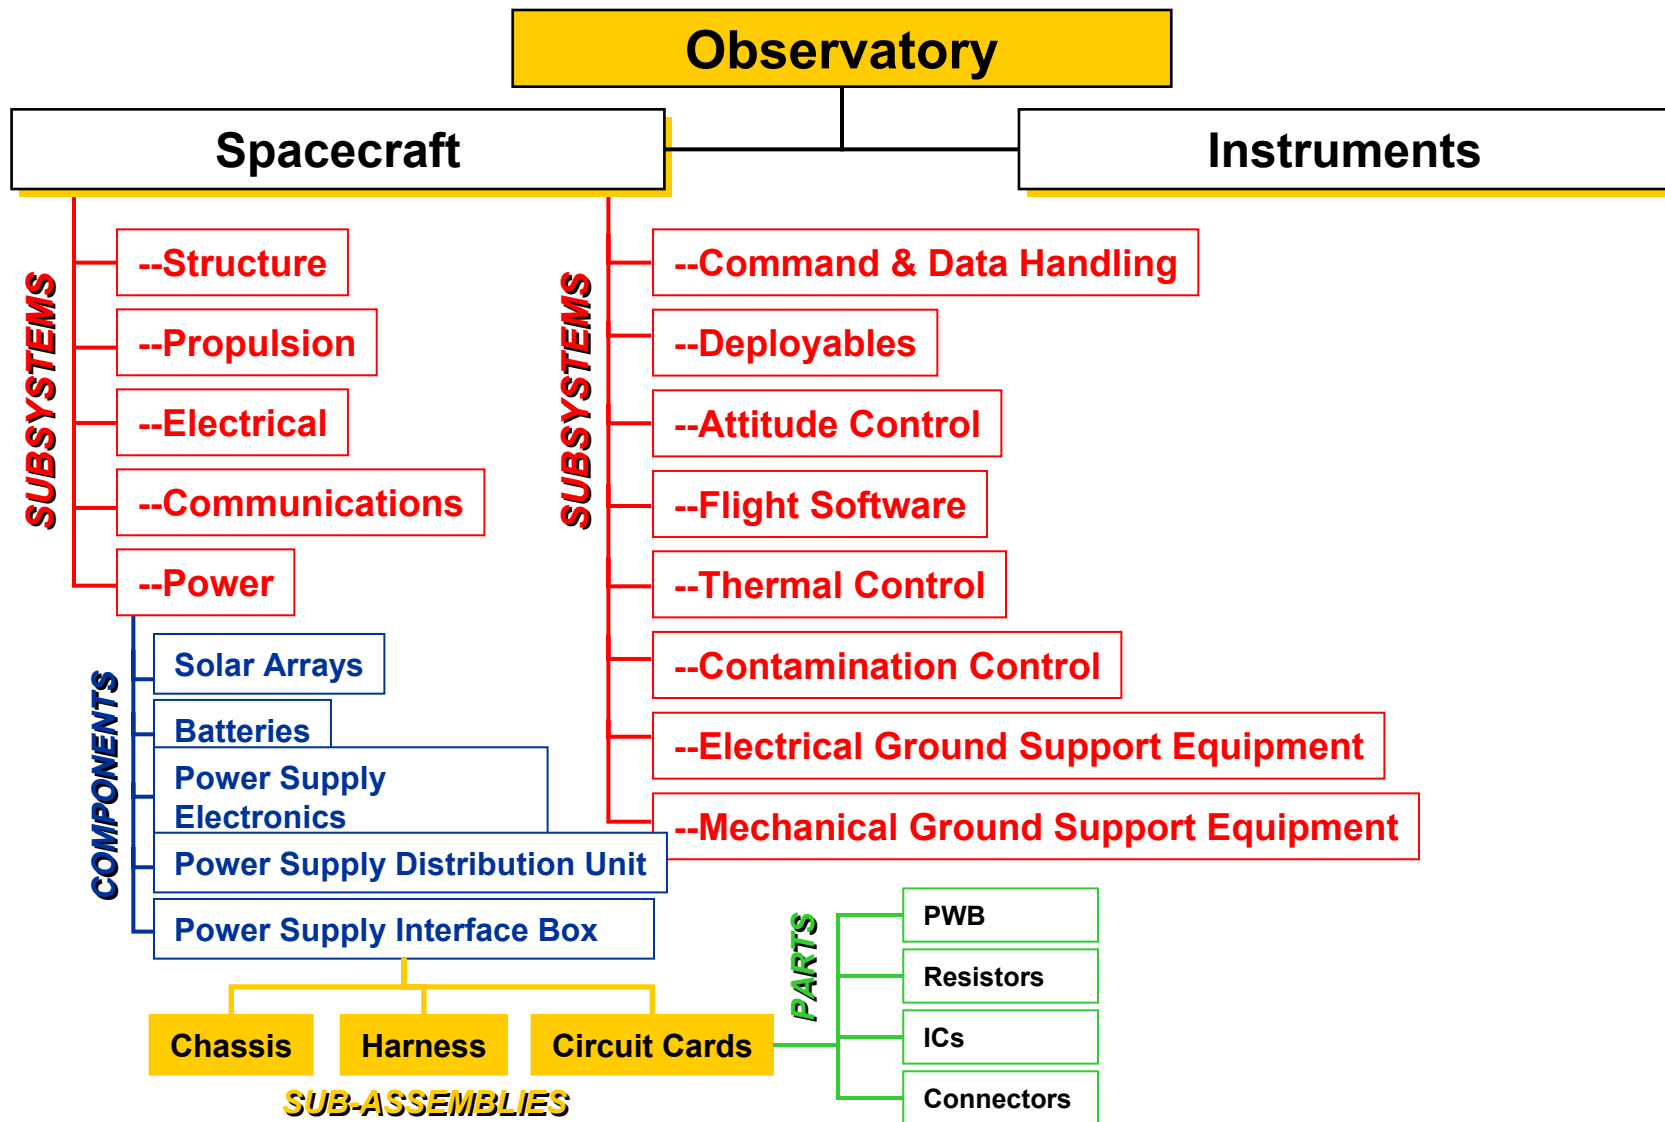 Observatory
Spacecraft
Instruments
SUBSYSTEMS
--Structure
--Propulsion
--Electrical
--Communications
--Power
SUBSYSTEMS
--Command & Data Handling
--Deployables
--Attitude Control
--Flight Software
--Thermal Control
--Contamination Control
--Electrical Ground Support Equipment
--Mechanical Ground Support Equipment
COMPONENTS
Solar Arrays
Batteries
Power Supply
Electronics
Power Supply Distribution Unit
Power Supply Interface Box
Chassis
Harness
Circuit Cards
SUB-ASSEMBLIES
PARTS
PWB
Resistors
ICs
Connectors